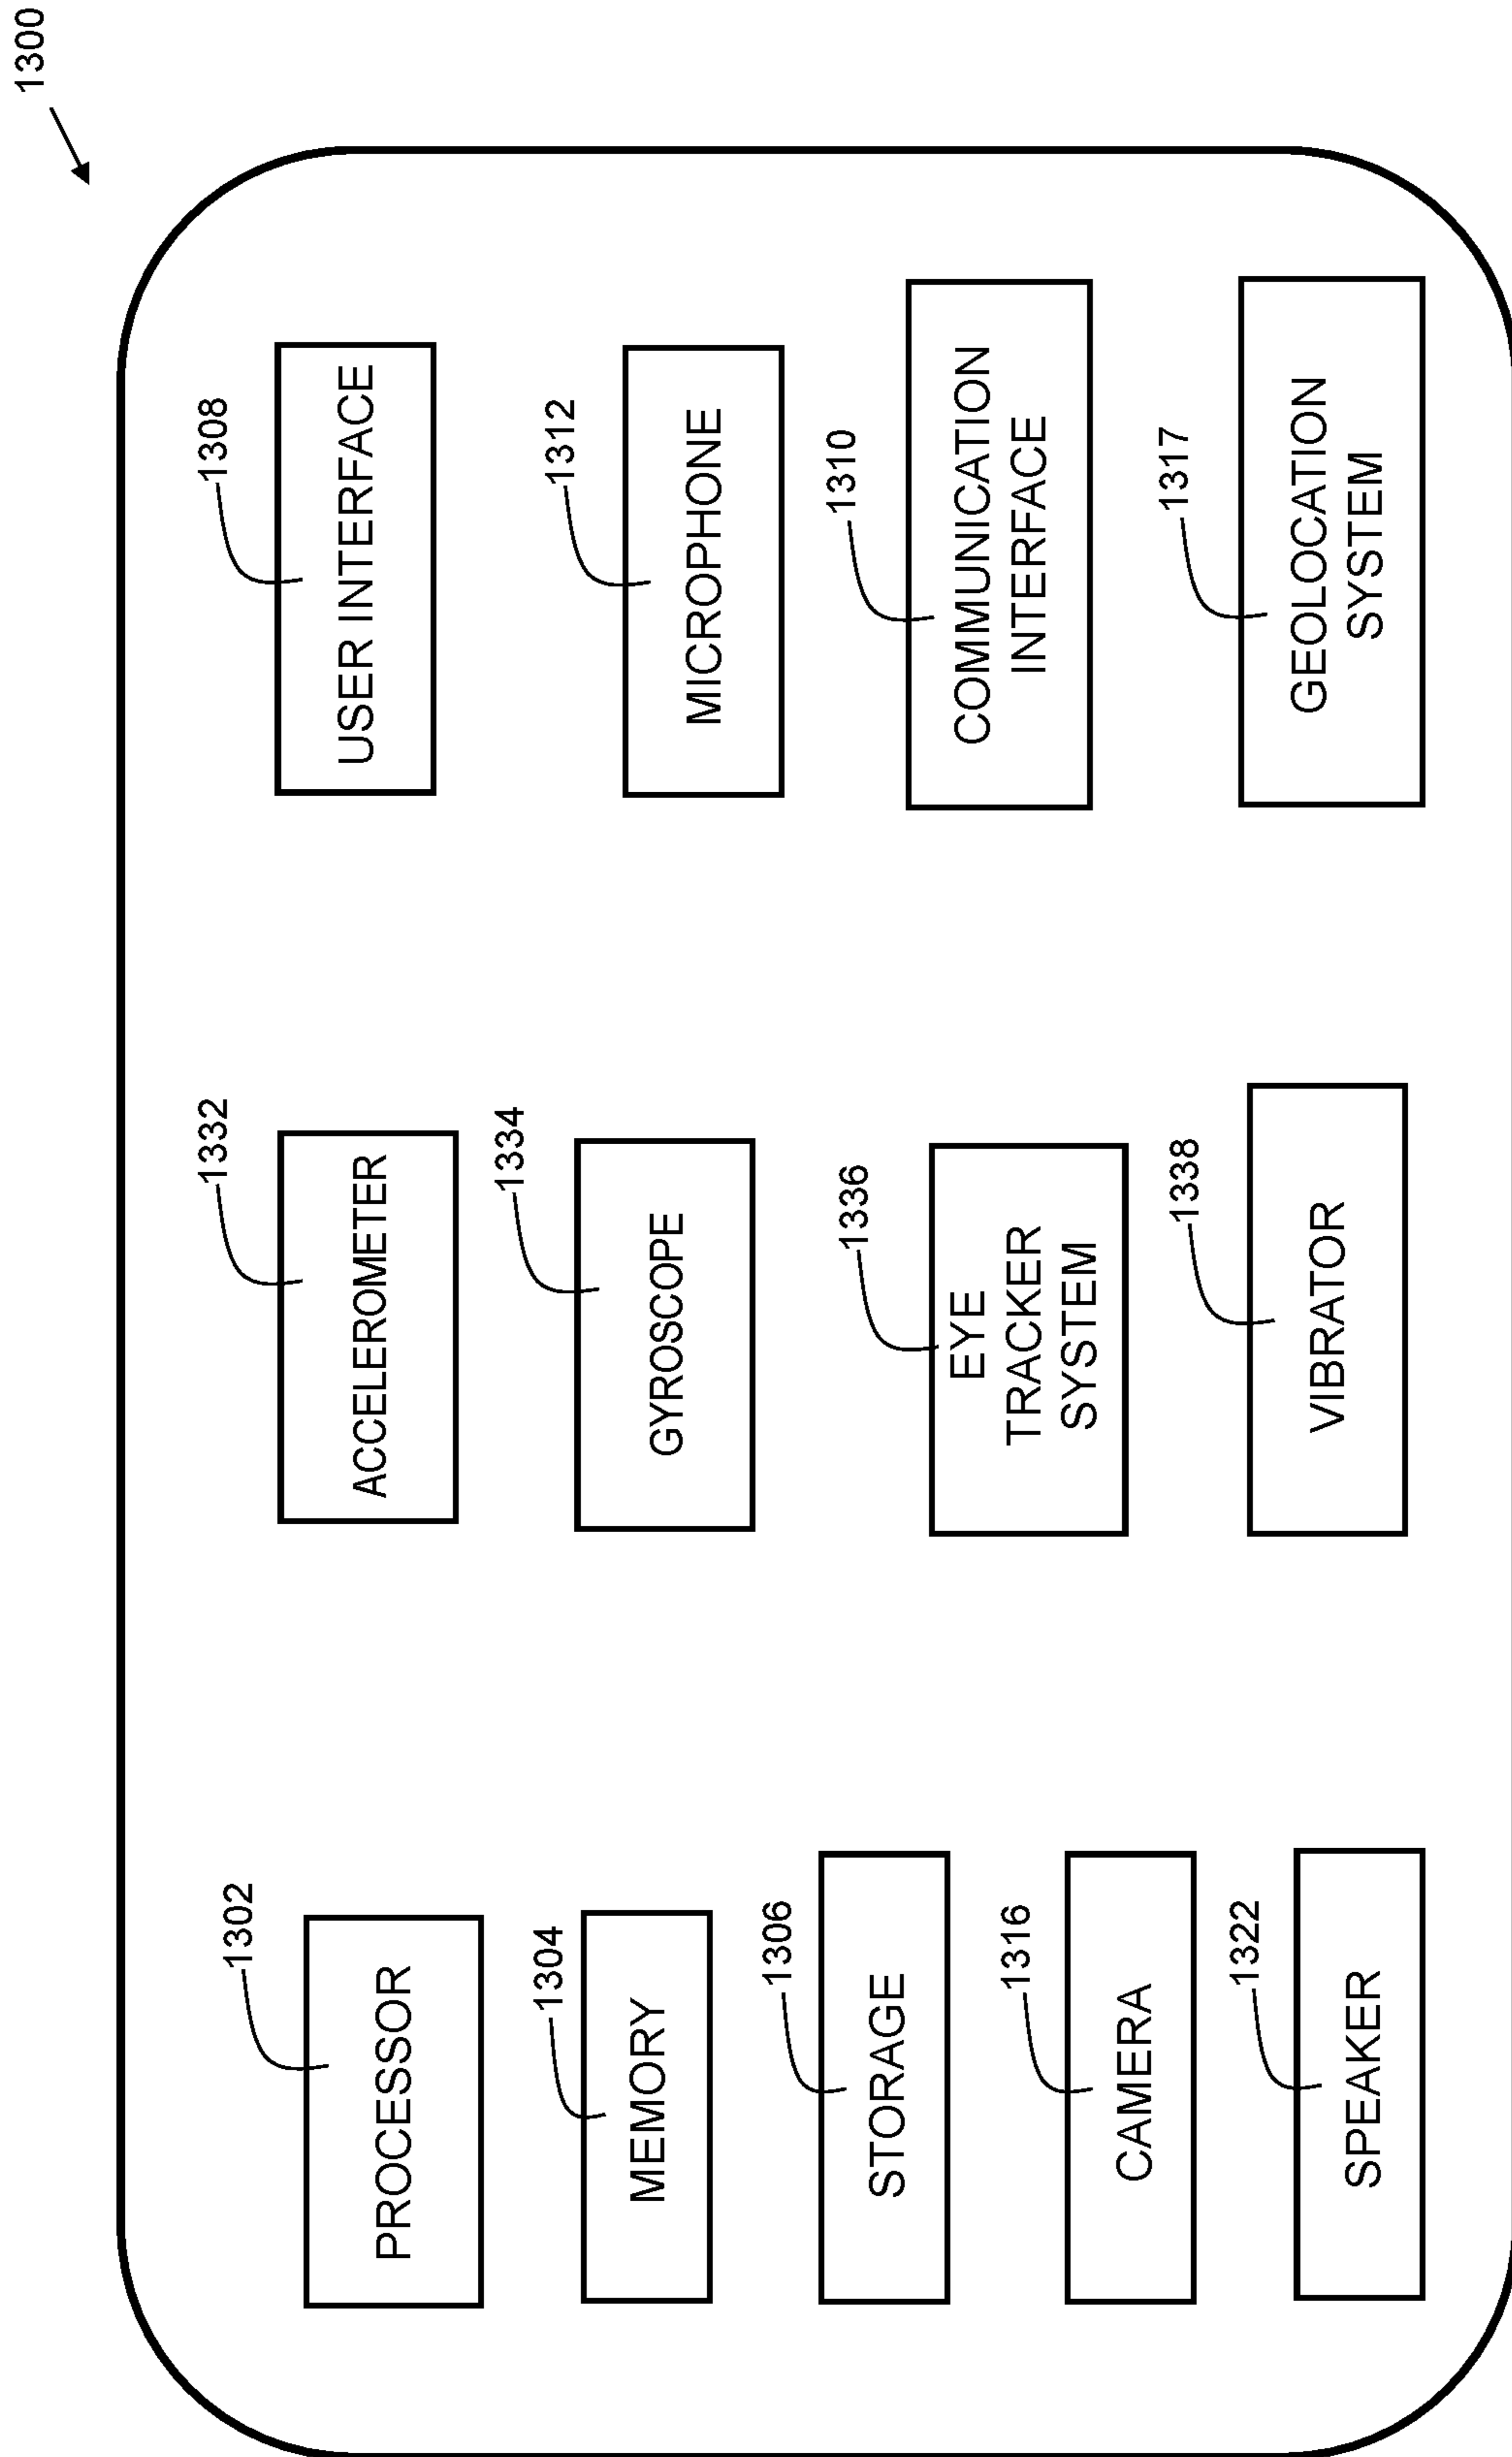 1300
1302
PROCESSOR
1304
MEMORY
1306
STORAGE
1316
CAMERA
1322
SPEAKER
1332
ACCELEROMETER
1334
GYROSCOPE
1336
EYE
TRACKER
SYSTEM
1338
VIBRATOR
1308
USER INTERFACE
1312
MICROPHONE
1310
COMMUNICATION
INTERFACE
1317
GEOLOCATION
SYSTEM